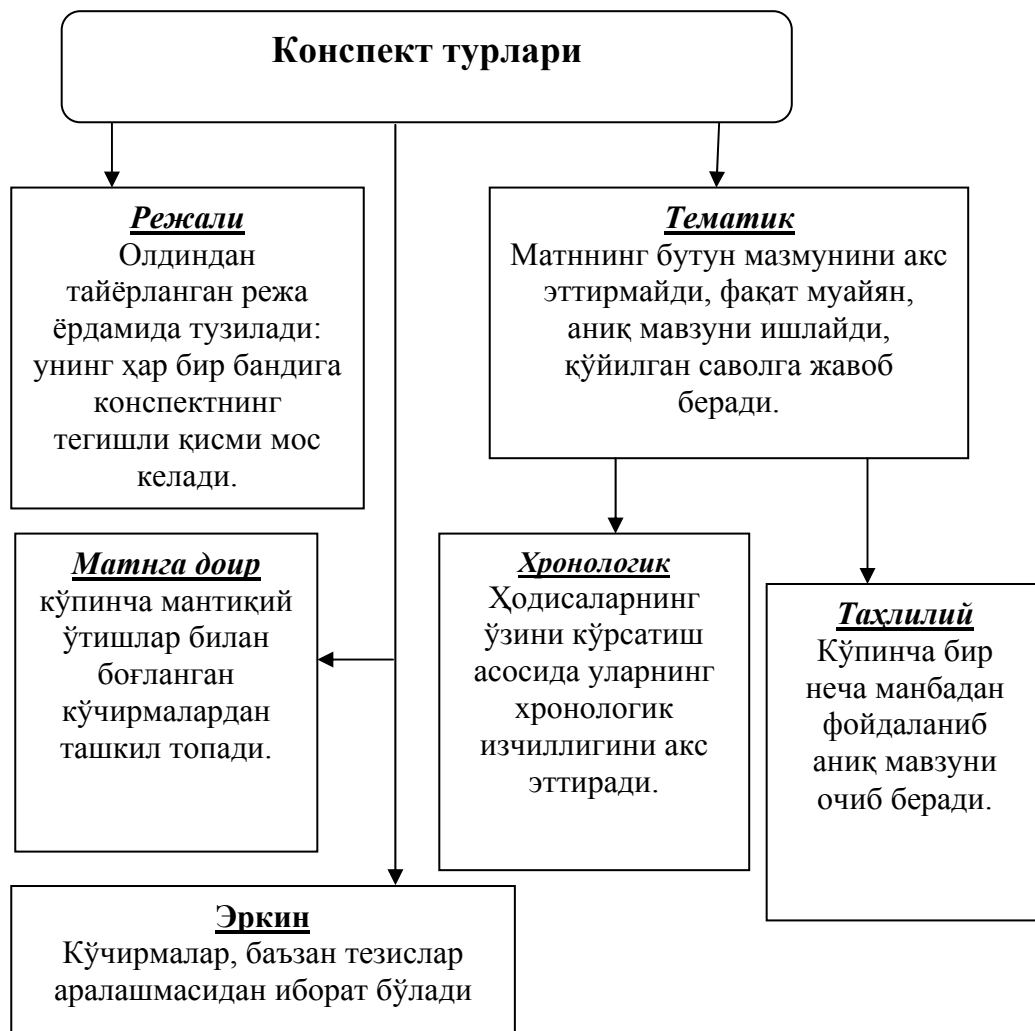 Конспект турлари
Режали
Олдиндан
тайёрланган режа
ёрдамида тузилади:
унинг ҳар бир бандига
конспектнинг
тегишли қисми мос
келади.
Тематик
Матннинг бутун мазмунини акс
эттирмайди, фақат муайян,
аниқ мавзуни ишлайди,
қўйилган саволга жавоб
беради.
Матнга доир
кўпинча мантиқий
ўтишлар билан
боғланган
кўчирмалардан
ташкил топади.
Хронологик
Ҳодисаларнинг
ўзини кўрсатиш
асосида уларнинг
хронологик
изчиллигини акс
эттиради.
Таҳлилий
Кўпинча бир
неча манбадан
фойдаланиб
аниқ мавзуни
очиб беради.
Эркин
Кўчирмалар, баъзан тезислар
аралашмасидан иборат бўлади